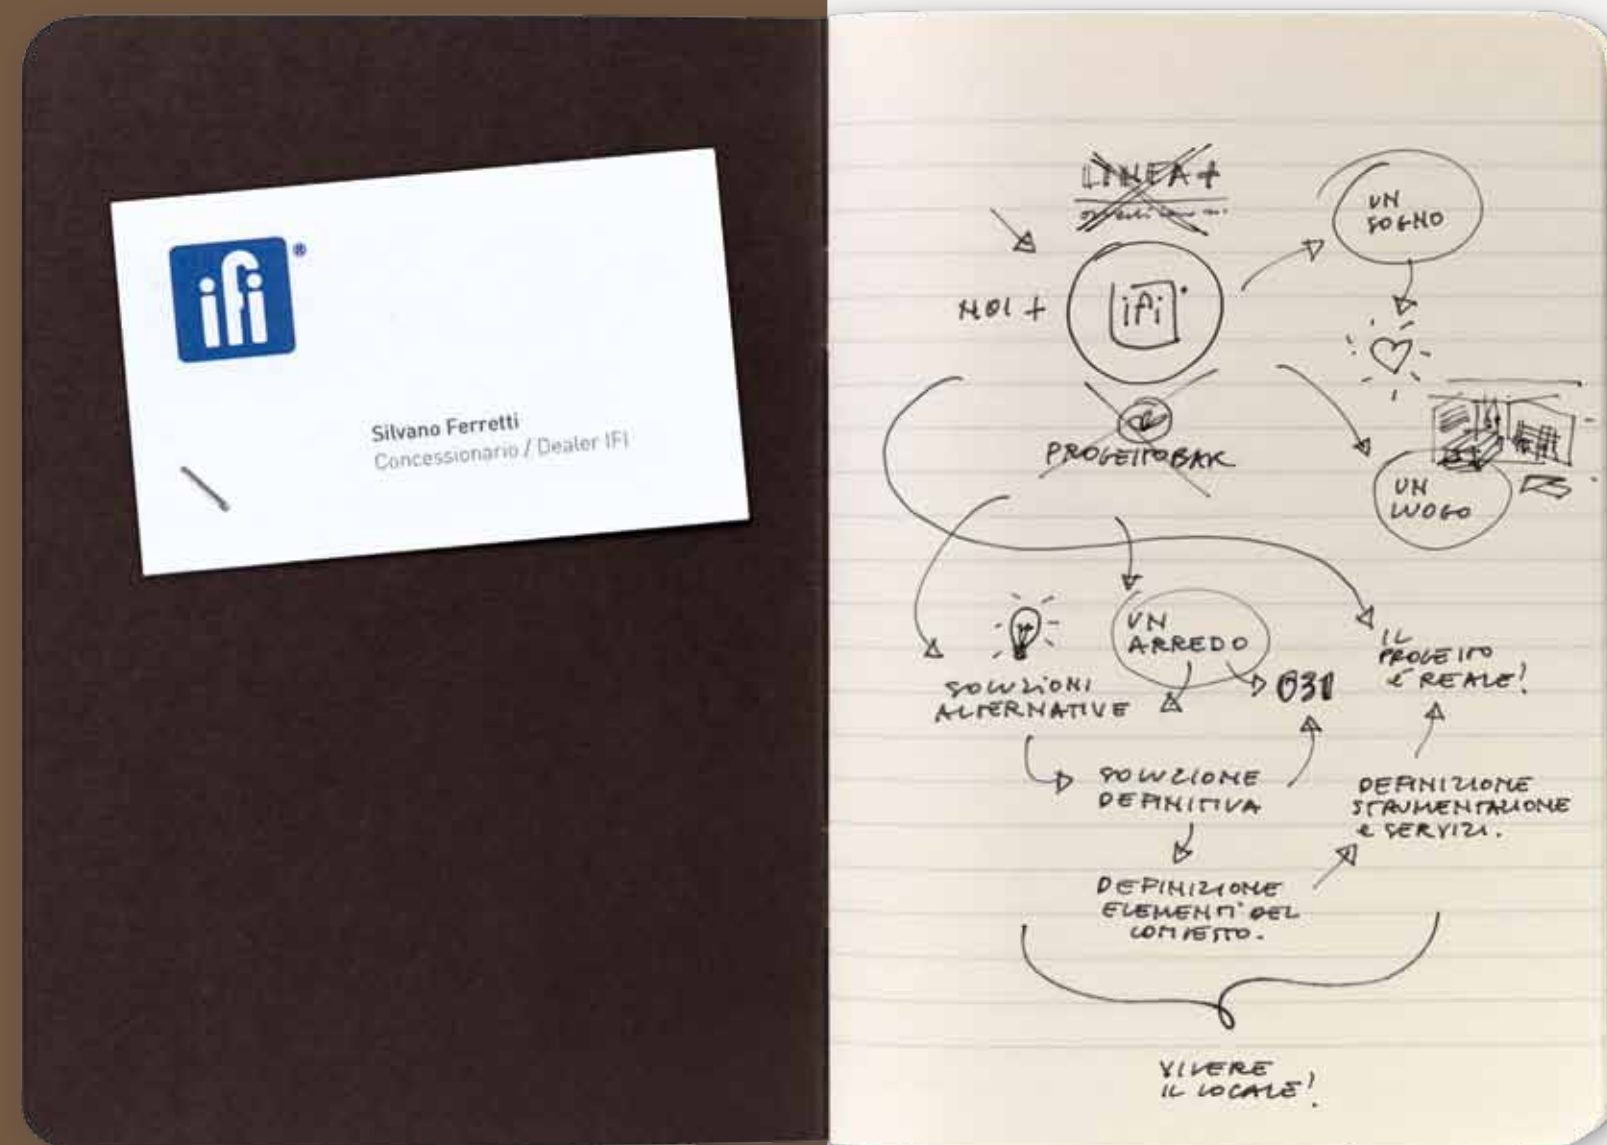 ifi®
Silvano Ferretti
Concessionario / Dealer IFI
LINEA+
UN
SOGNO
NOI +
ifi
PROGETTOBAR
UN
LUOGO
UN
ARREDO
IL
PROGETTO
È REALE!
SOLUZIONI
ALTERNATIVE
031
SOLUZIONE
DEFINITIVA
DEFINIZIONE
STRUMENTAZIONE
E SERVIZI.
DEFINIZIONE
ELEMENTI DEL
CONTESTO.
VIVERE
IL LOCALE!